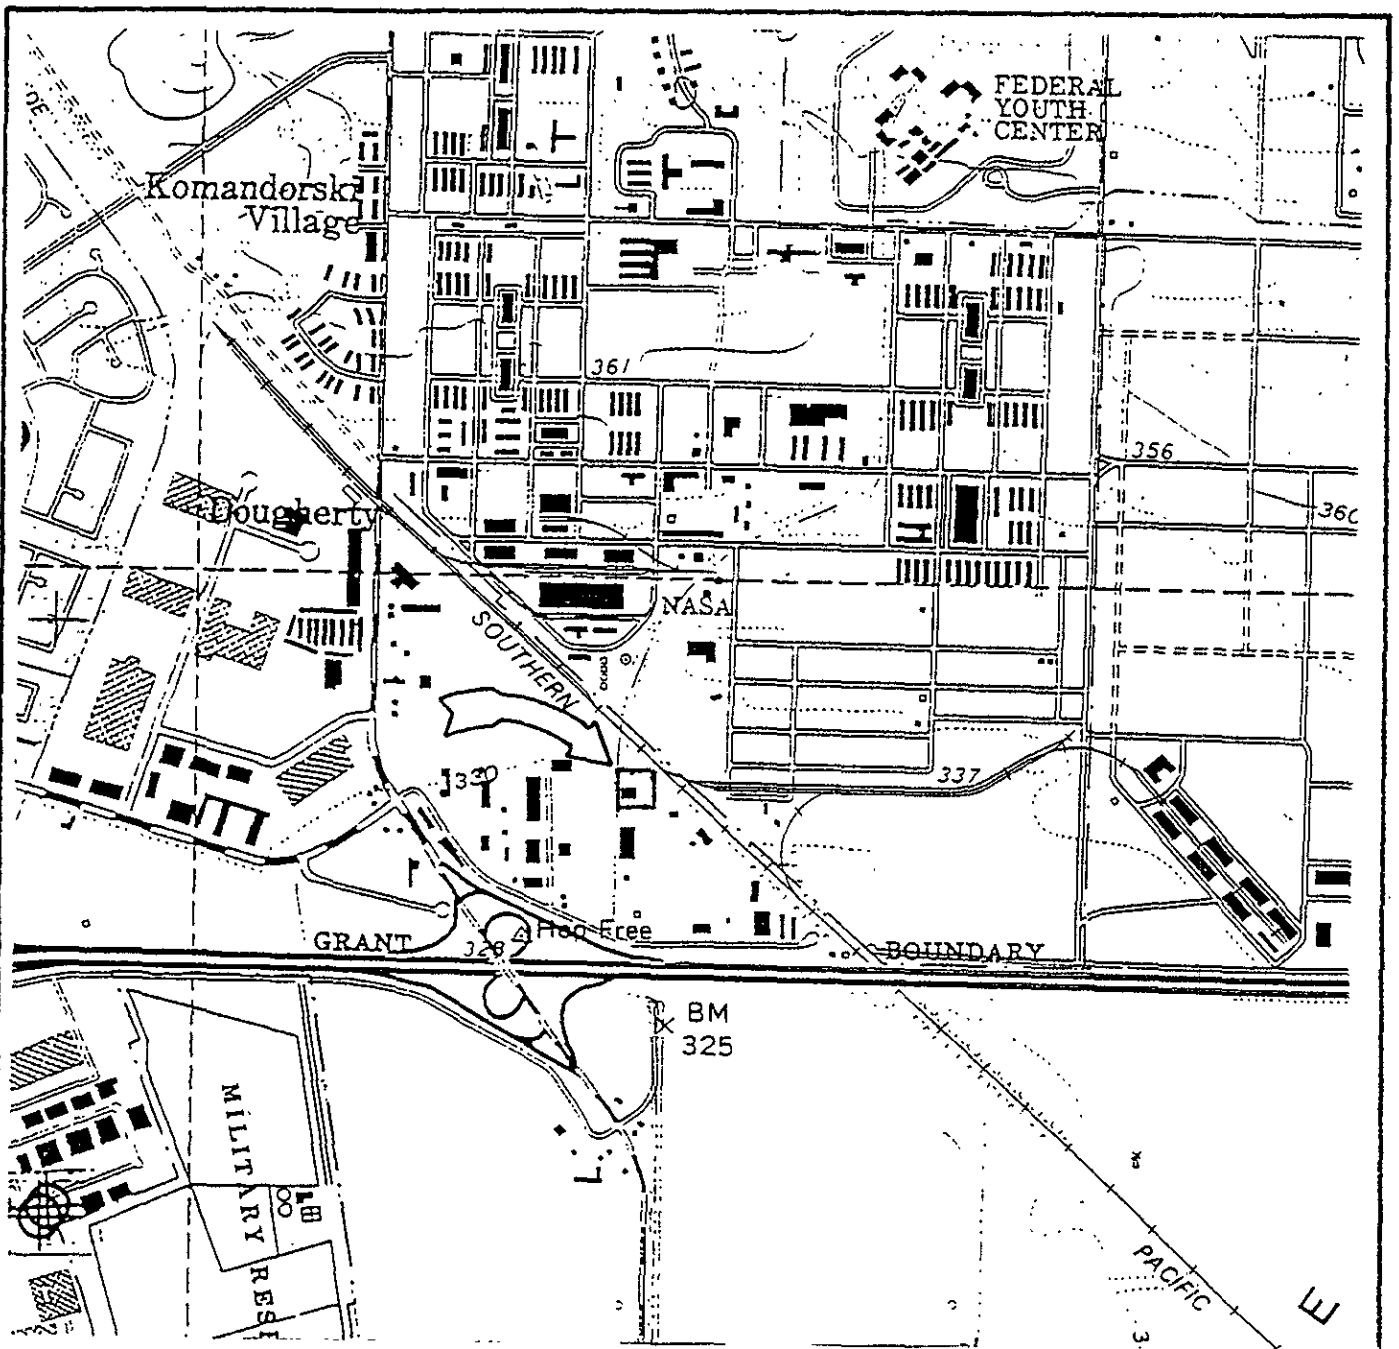 FEDERAL
YOUTH
CENTER
Komandorski
Village
361
356
360
Dougherty
NASA
SOUTHERN
330
337
Hop Free
GRANT
328
BOUNDARY
BM
325
MILITARY RES
PACIFIC
E
3